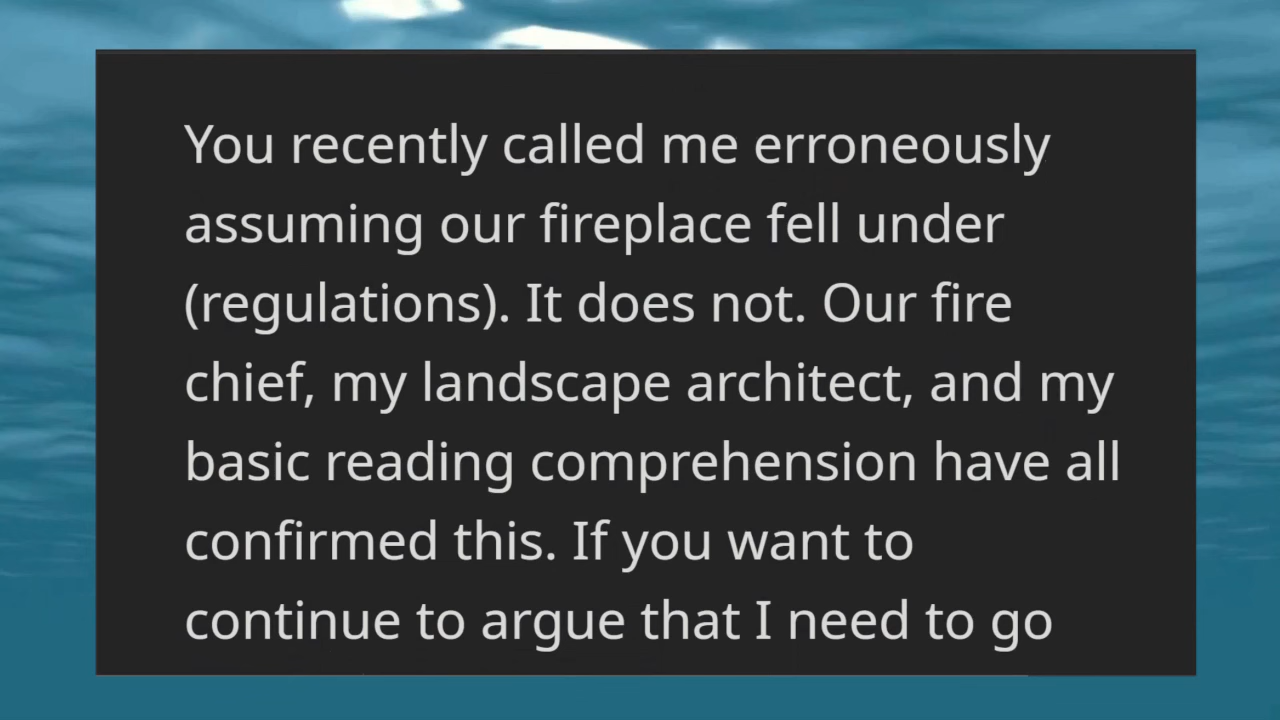 You recently called me erroneously
assuming our fireplace fell under
(regulations). It does not. Our fire
chief, my landscape architect, and my
basic reading comprehension have all
confirmed this. If you want to
continue to argue that I need to go